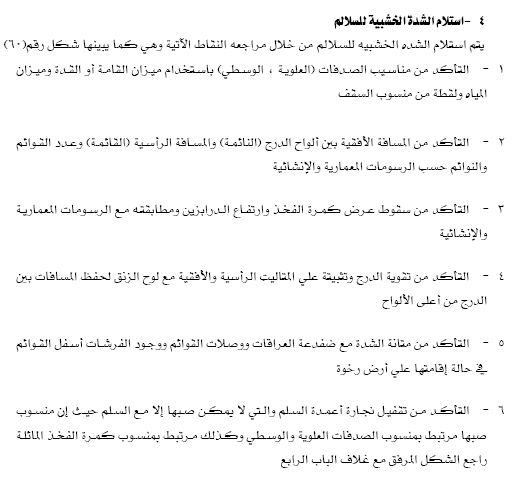 ٤ -استلام الشدة الخشبية للسلالم
يتم استلام الشده الخشبيه للسلالم من خلال مراجعه النقاط الآتية وهي كما يبينها شكل رقم(٦٠)
١ - التأكد من مناسيب الصدفات (العلوية ، الوسطي) باستخدام ميزان القامة أو القدة وميزان
المياه ولقطة من منسوب السقف
٢ - التأكد من المسافة الأفقية بين ألواح الدرج (النائمة) والمسافة الرأسية (القائمة) وعدد القوائم
والنوائم حسب الرسومات المعمارية والإنشائية
٣ - التأكد من سقوط عرض كمرة الفخذ وارتفاع الدرابزين ومطابقته مع الرسومات المعمارية
والإنشائية
٤ - التأكد من تقوية الدرج وتثبيتة علي المقاليت الرأسية والأفقية مع لوح الزنق لحفظ المسافات بين
الدرج من أعلى الألواح
٥ - التأكد من متانة الشدة مع ضفدعة العراقات ووصلات القوائم ووجود الفرشات أسفل القوائم
في حالة إقامتها علي أرض رخوة
٦ - التأكد من تقفيل نجارة أعمدة السلم والتي لا يمكن صبها إلا مع السلم حيث إن منسوب
صبها مرتبط بمنسوب الصدفات العلوية والوسطي وكذلك مرتبط بمنسوب كمرة الفخذ المائلة
راجع الشكل المرفق مع غلاف الباب الرابع